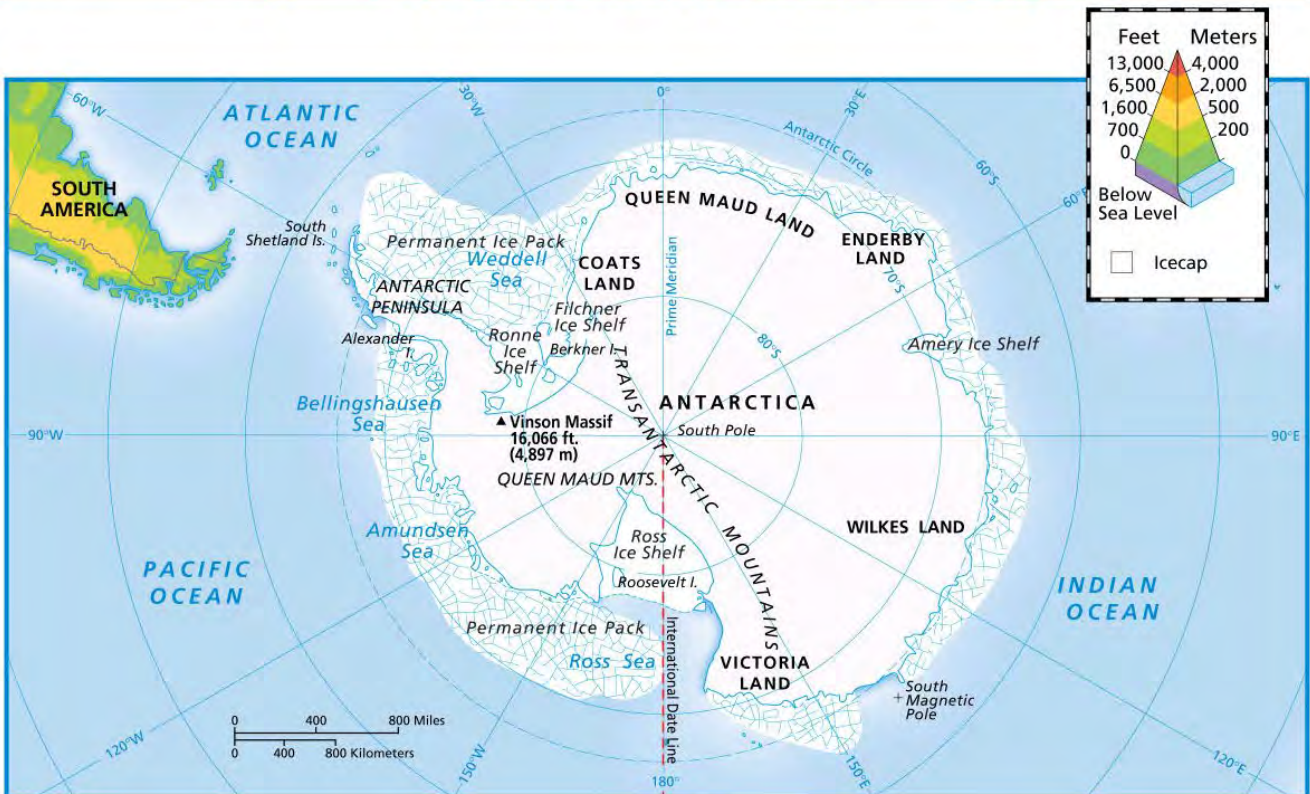 Feet Meters
13,000 4,000
6,500 2,000
1,600 500
700 200
0
Below
Sea Level
Icecap
60°W
ATLANTIC
OCEAN
30°W
0°
30°E
Antarctic Circle
60°S
60°E
SOUTH
AMERICA
South
Shetland Is.
Permanent Ice Pack
Weddell
Sea
COATS
LAND
QUEEN MAUD LAND
ENDERBY
LAND
70°S
ANTARCTIC
PENINSULA
Filchner
Ice Shelf
Prime Meridian
80°S
Alexander
I.
Ronne
Ice
Shelf
Berkner I.
Amery Ice Shelf
TRANSANTARCTIC MOUNTAINS
ANTARCTICA
Bellingshausen
Sea
Vinson Massif
16,066 ft.
(4,897 m)
South Pole
90°W
90°E
QUEEN MAUD MTS.
Amundsen
Sea
Ross
Ice Shelf
Roosevelt I.
WILKES LAND
PACIFIC
OCEAN
INDIAN
OCEAN
Permanent Ice Pack
Ross Sea
International Date Line
VICTORIA
LAND
South
Magnetic
Pole
0 400 800 Miles
0 400 800 Kilometers
120°W
150°W
180°
150°E
120°E